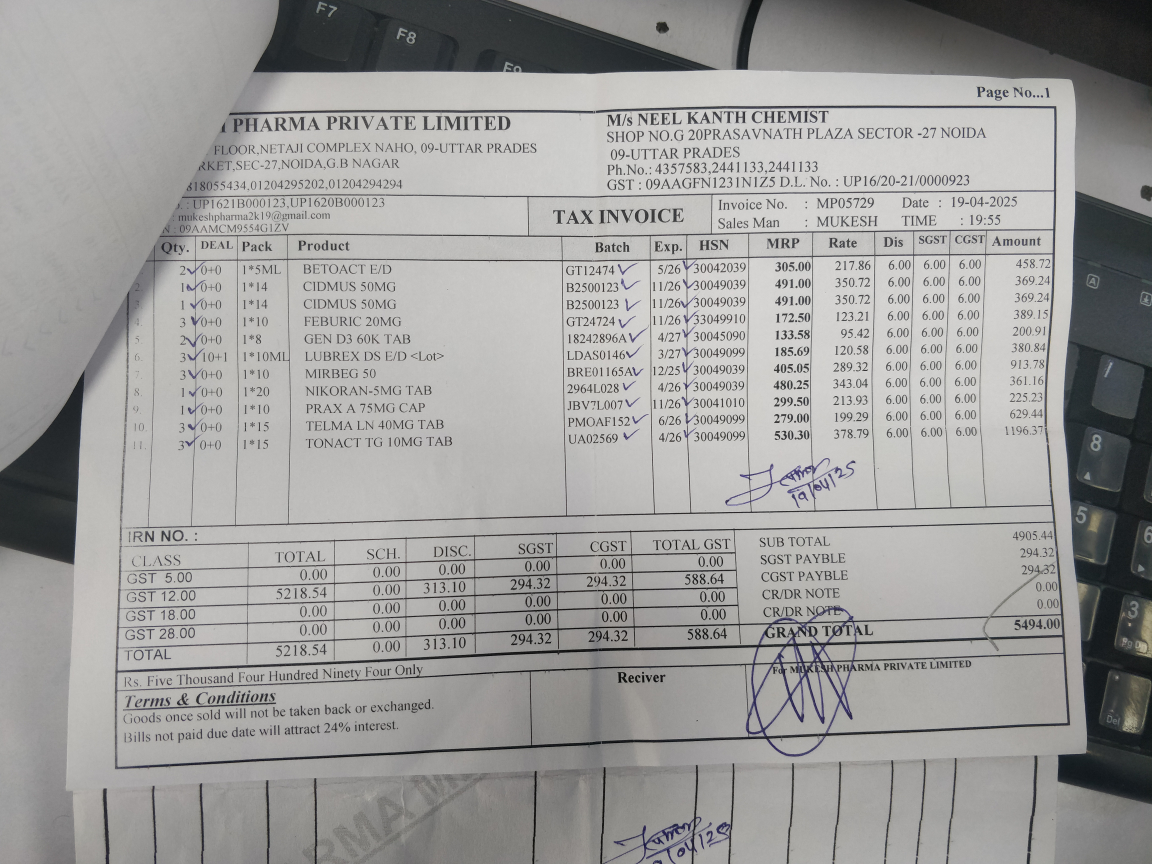 F7
F8
F9
Page No...1
PHARMA PRIVATE LIMITED
FLOOR,NETAJI COMPLEX NAHO, 09-UTTAR PRADES
RKET,SEC-27,NOIDA,G.B NAGAR
818055434,01204295202,01204294294
: UP1621B000123,UP1620B000123
: mukeshpharma2k19@gmail.com
: 09AAMCM9554G1ZV
M/s NEEL KANTH CHEMIST
SHOP NO.G 20PRASAVNATH PLAZA SECTOR -27 NOIDA
09-UTTAR PRADES
Ph.No.: 4357583,2441133,2441133
GST : 09AAGFN1231N1Z5 D.L. No. : UP16/20-21/0000923
TAX INVOICE
Invoice No. : MP05729 Date : 19-04-2025
Sales Man : MUKESH TIME : 19:55
Qty. DEAL Pack Product Batch Exp. HSN MRP Rate Dis SGST CGST Amount
2 0+0 1*5ML BETOACT E/D GT12474 5/26 30042039 305.00 217.86 6.00 6.00 6.00 458.72
2. 1 0+0 1*14 CIDMUS 50MG B2500123 11/26 30049039 491.00 350.72 6.00 6.00 6.00 369.24
3. 1 0+0 1*14 CIDMUS 50MG B2500123 11/26 30049039 491.00 350.72 6.00 6.00 6.00 369.24
4. 3 0+0 1*10 FEBURIC 20MG GT24724 11/26 33049910 172.50 123.21 6.00 6.00 6.00 389.15
5. 2 0+0 1*8 GEN D3 60K TAB 18242896A 4/27 30045090 133.58 95.42 6.00 6.00 6.00 200.91
6. 3 10+1 1*10ML LUBREX DS E/D <Lot> LDAS0146 3/27 30049099 185.69 120.58 6.00 6.00 6.00 380.84
7. 3 0+0 1*10 MIRBEG 50 BRE01165A 12/25 30049039 405.05 289.32 6.00 6.00 6.00 913.78
8. 1 0+0 1*20 NIKORAN-5MG TAB 2964L028 4/26 30049039 480.25 343.04 6.00 6.00 6.00 361.16
9. 1 0+0 1*10 PRAX A 75MG CAP JBV7L007 11/26 30041010 299.50 213.93 6.00 6.00 6.00 225.23
10. 3 0+0 1*15 TELMA LN 40MG TAB PMOAF152 6/26 30049099 279.00 199.29 6.00 6.00 6.00 629.44
11. 3 0+0 1*15 TONACT TG 10MG TAB UA02569 4/26 30049099 530.30 378.79 6.00 6.00 6.00 1196.37
19/04/25
IRN NO. :
CLASS TOTAL SCH. DISC. SGST CGST TOTAL GST
GST 5.00 0.00 0.00 0.00 0.00 0.00 0.00
GST 12.00 5218.54 0.00 313.10 294.32 294.32 588.64
GST 18.00 0.00 0.00 0.00 0.00 0.00 0.00
GST 28.00 0.00 0.00 0.00 0.00 0.00 0.00
TOTAL 5218.54 0.00 313.10 294.32 294.32 588.64
SUB TOTAL 4905.44
SGST PAYBLE 294.32
CGST PAYBLE 294.32
CR/DR NOTE 0.00
CR/DR NOTE 0.00
GRAND TOTAL 5494.00
Rs. Five Thousand Four Hundred Ninety Four Only
Terms & Conditions
Goods once sold will not be taken back or exchanged.
Bills not paid due date will attract 24% interest.
Reciver
For MUKESH PHARMA PRIVATE LIMITED
A
8
5
6
3
Pg D
Del